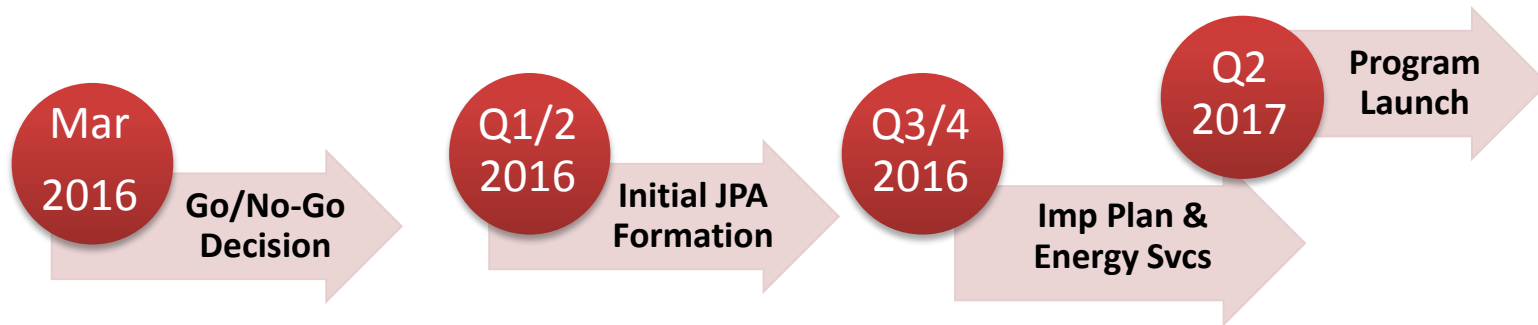 Mar
2016
Go/No-Go
Decision
Q1/2
2016
Initial JPA
Formation
Q3/4
2016
Imp Plan &
Energy Svcs
Q2
2017
Program
Launch